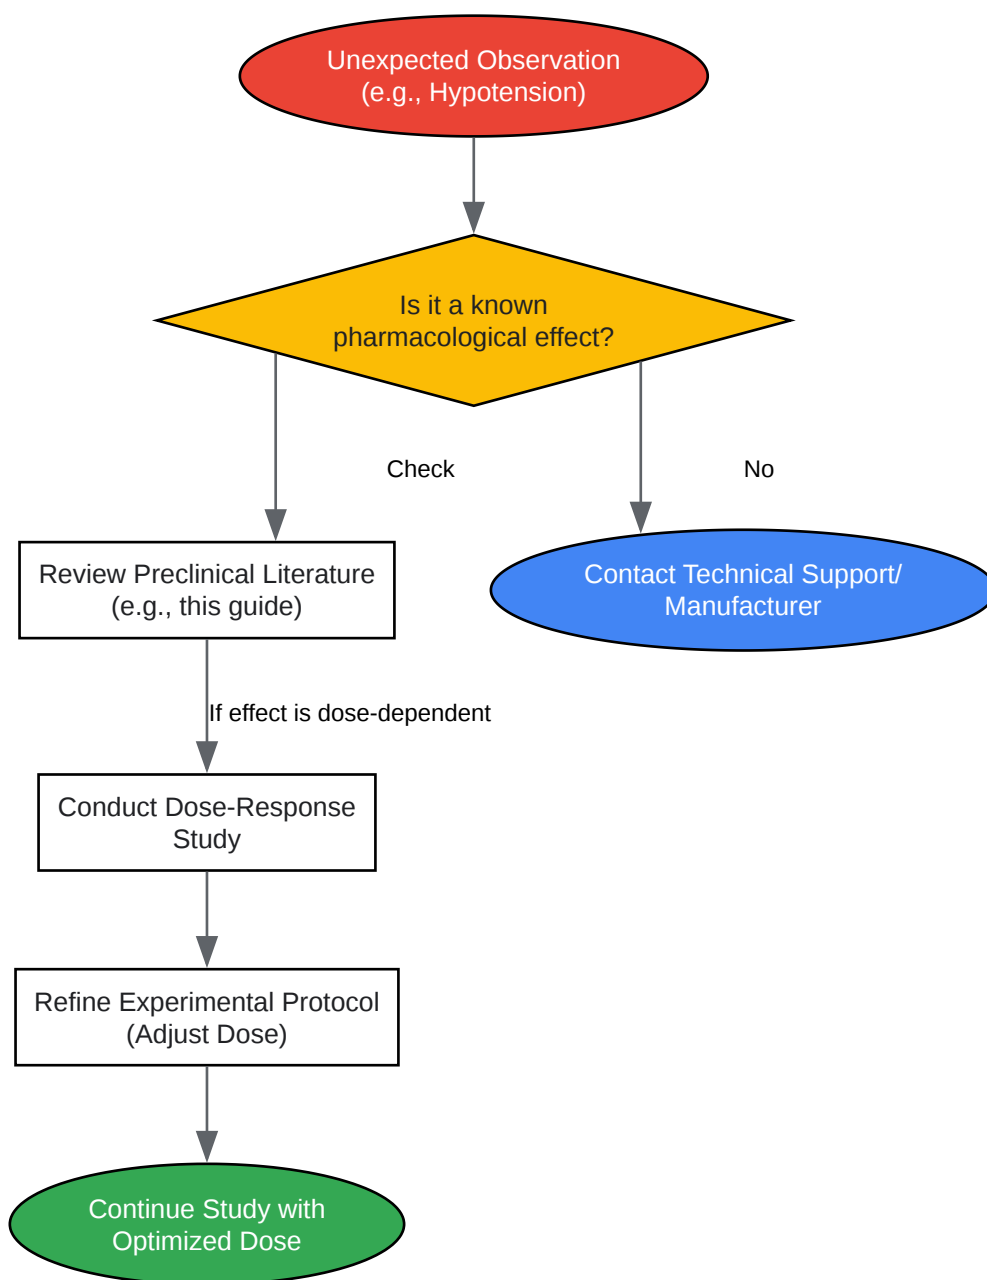 Unexpected Observation
(e.g., Hypotension)
Is it a known
pharmacological effect?
Check
No
Review Preclinical Literature
(e.g., this guide)
Contact Technical Support/
Manufacturer
If effect is dose-dependent
Conduct Dose-Response
Study
Refine Experimental Protocol
(Adjust Dose)
Continue Study with
Optimized Dose